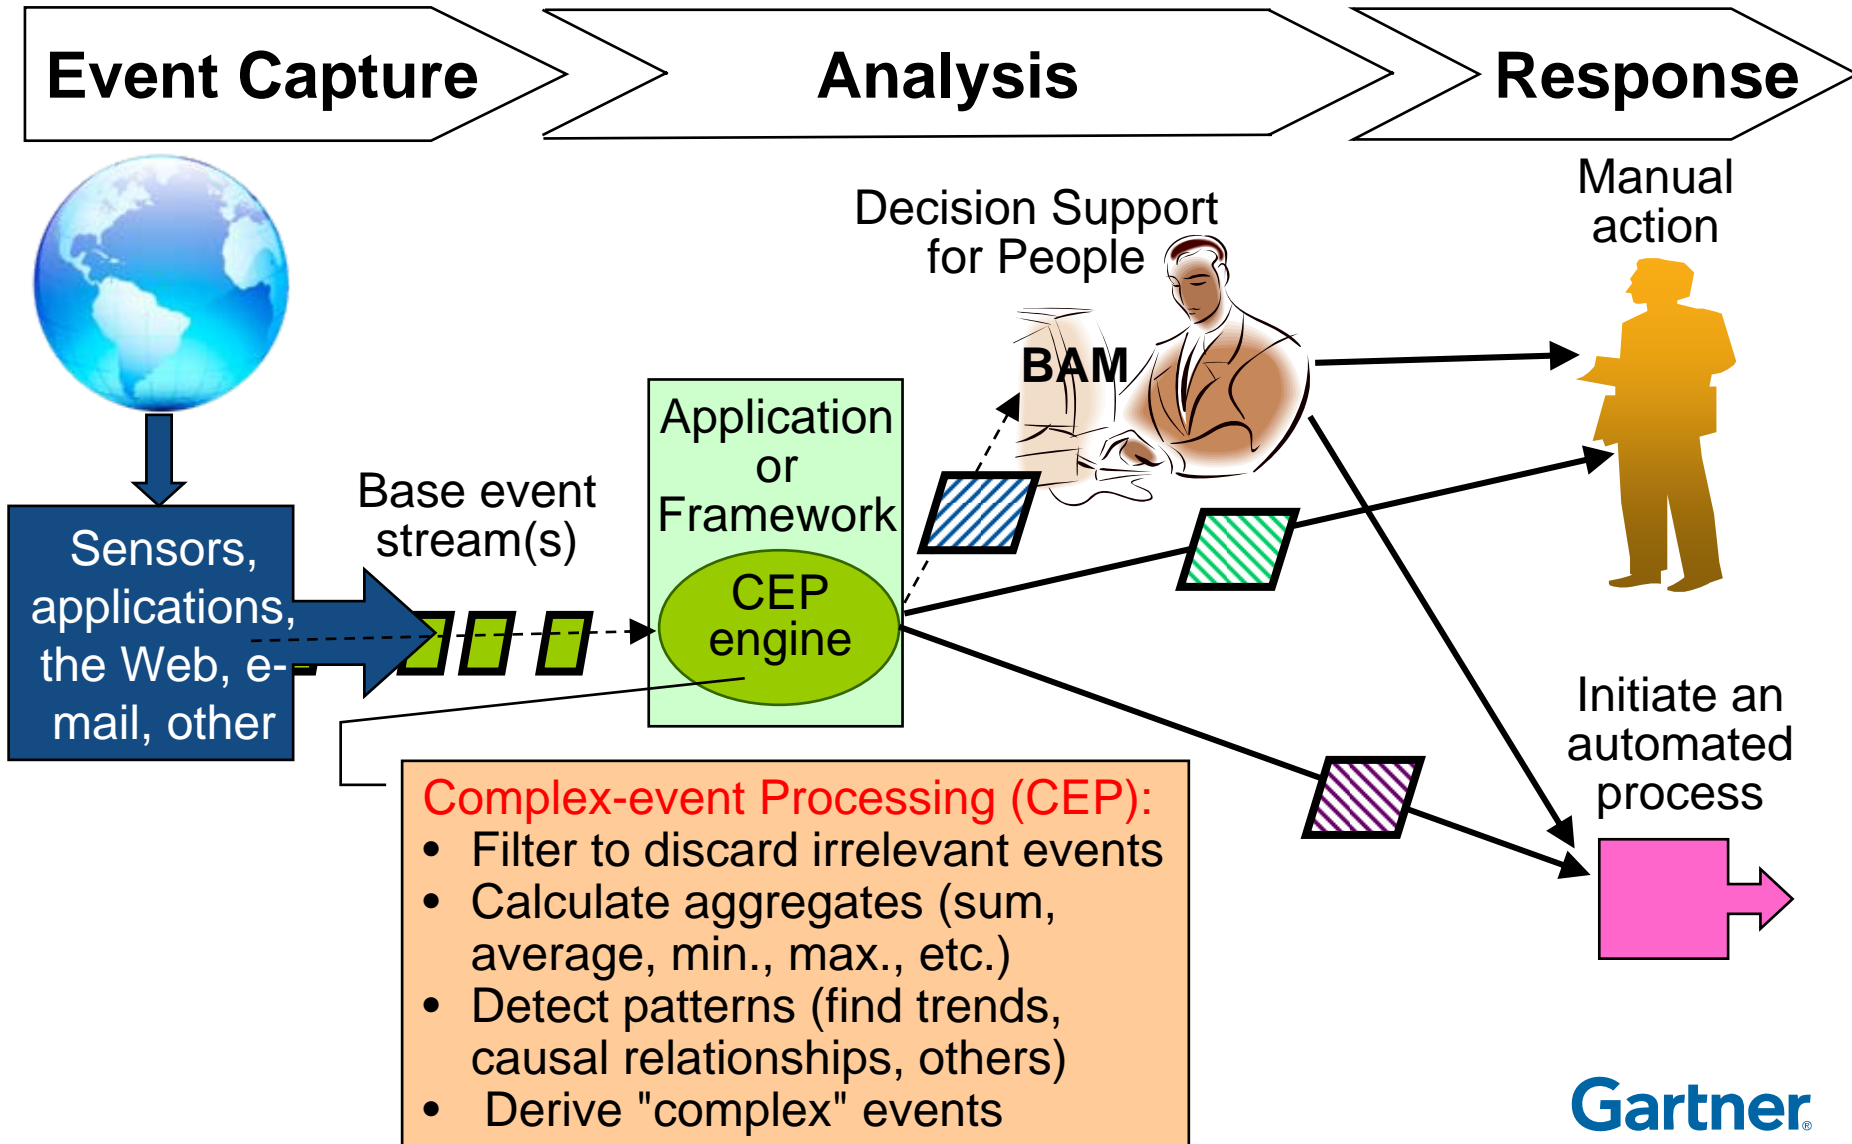 Event Capture
Analysis
Response
Decision Support
for People
Manual
action
BAM
Application
or
Framework
CEP
engine
Base event
stream(s)
Sensors,
applications,
the Web, e-
mail, other
Initiate an
automated
process
Complex-event Processing (CEP):
• Filter to discard irrelevant events
• Calculate aggregates (sum,
average, min., max., etc.)
• Detect patterns (find trends,
causal relationships, others)
• Derive "complex" events
Gartner®